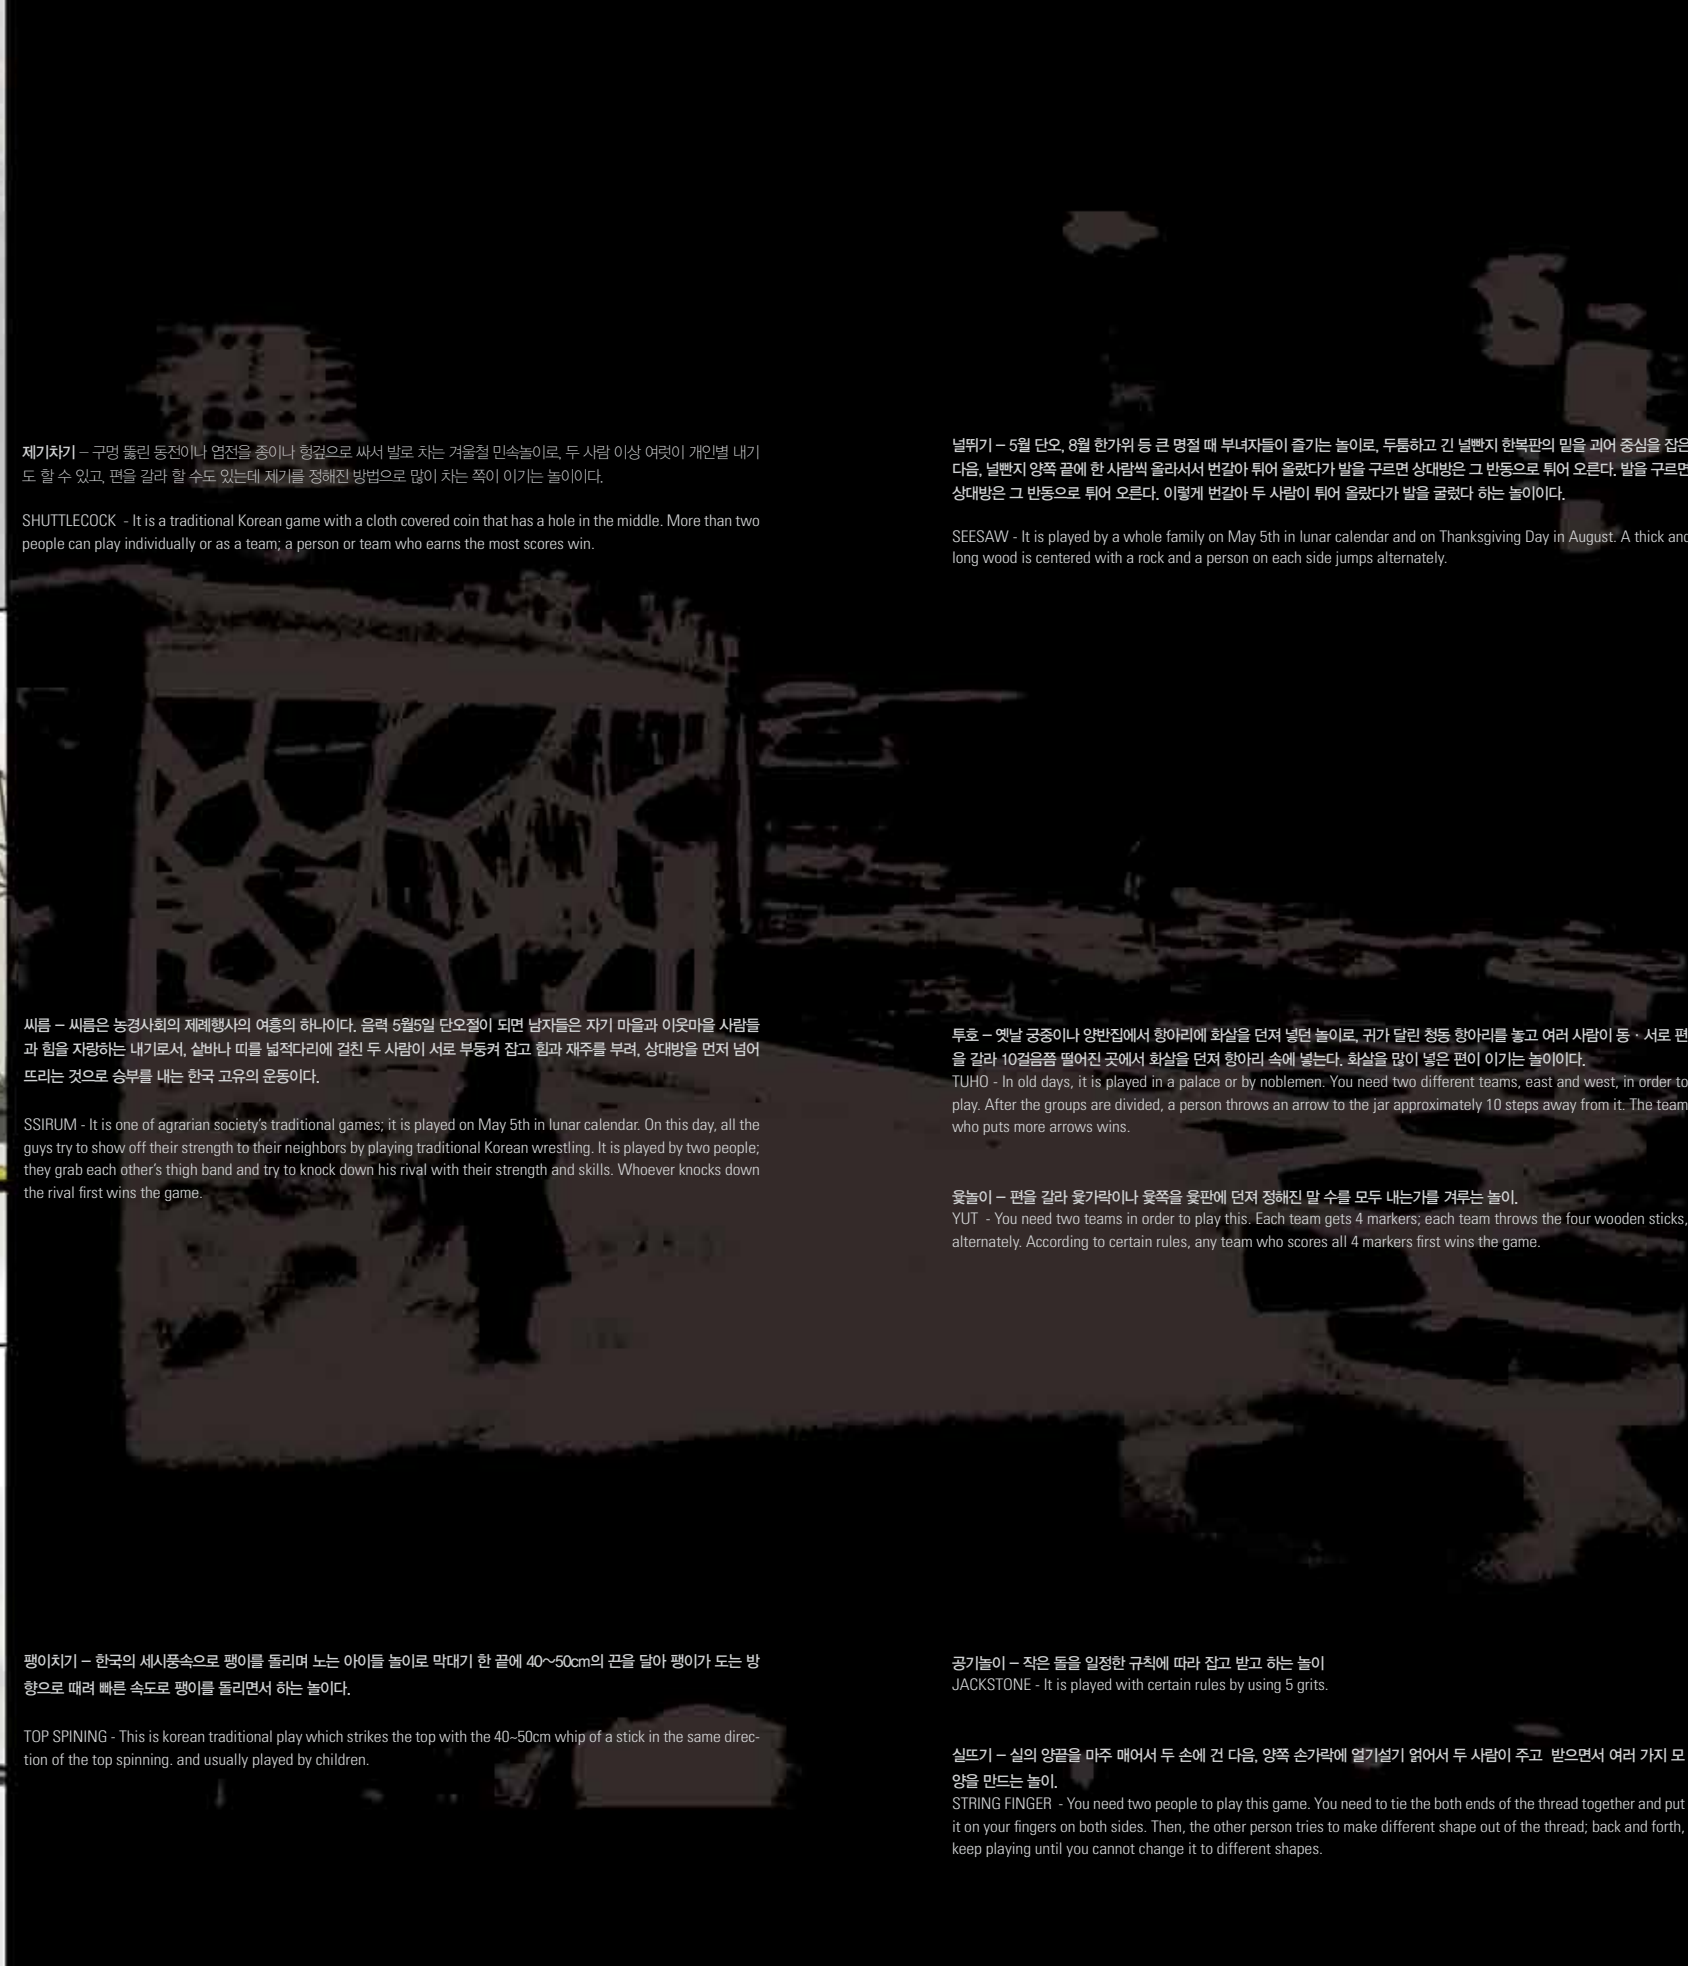 제기차기 – 구멍 뚫린 동전이나 엽전을 종이나 헝겊으로 싸서 발로 차는 겨울철 민속놀이로, 두 사람 이상 여럿이 개인별 내기
도 할 수 있고, 편을 갈라 할 수도 있는데 제기를 정해진 방법으로 많이 차는 쪽이 이기는 놀이이다.
SHUTTLECOCK - It is a traditional Korean game with a cloth covered coin that has a hole in the middle. More than two
people can play individually or as a team; a person or team who earns the most scores win.
씨름 – 씨름은 농경사회의 제례행사의 여흥의 하나이다. 음력 5월5일 단오절이 되면 남자들은 자기 마을과 이웃마을 사람들
과 힘을 자랑하는 내기로서, 샅바나 띠를 넓적다리에 걸친 두 사람이 서로 부둥켜 잡고 힘과 재주를 부려, 상대방을 먼저 넘어
뜨리는 것으로 승부를 내는 한국 고유의 운동이다.
SSIRUM - It is one of agrarian society's traditional games; it is played on May 5th in lunar calendar. On this day, all the
guys try to show off their strength to their neighbors by playing traditional Korean wrestling. It is played by two people;
they grab each other's thigh band and try to knock down his rival with their strength and skills. Whoever knocks down
the rival first wins the game.
팽이치기 – 한국의 세시풍속으로 팽이를 돌리며 노는 아이들 놀이로 막대기 한 끝에 40~50cm의 끈을 달아 팽이가 도는 방
향으로 때려 빠른 속도로 팽이를 돌리면서 하는 놀이다.
TOP SPINING - This is korean traditional play which strikes the top with the 40~50cm whip of a stick in the same direc-
tion of the top spinning. and usually played by children.
널뛰기 – 5월 단오, 8월 한가위 등 큰 명절 때 부녀자들이 즐기는 놀이로, 두툼하고 긴 널빤지 한복판의 밑을 괴어 중심을 잡은
다음, 널빤지 양쪽 끝에 한 사람씩 올라서서 번갈아 튀어 올랐다가 발을 구르면 상대방은 그 반동으로 튀어 오른다. 발을 구르면
상대방은 그 반동으로 튀어 오른다. 이렇게 번갈아 두 사람이 튀어 올랐다가 발을 굴렀다 하는 놀이이다.
SEESAW - It is played by a whole family on May 5th in lunar calendar and on Thanksgiving Day in August. A thick and
long wood is centered with a rock and a person on each side jumps alternately.
투호 – 옛날 궁중이나 양반집에서 항아리에 화살을 던져 넣던 놀이로, 귀가 달린 청동 항아리를 놓고 여러 사람이 동 · 서로 편
을 갈라 10걸음쯤 떨어진 곳에서 화살을 던져 항아리 속에 넣는다. 화살을 많이 넣은 편이 이기는 놀이이다.
TUHO - In old days, it is played in a palace or by noblemen. You need two different teams, east and west, in order to
play. After the groups are divided, a person throws an arrow to the jar approximately 10 steps away from it. The team
who puts more arrows wins.
윷놀이 – 편을 갈라 윷가락이나 윷쪽을 윷판에 던져 정해진 말 수를 모두 내는가를 겨루는 놀이.
YUT - You need two teams in order to play this. Each team gets 4 markers; each team throws the four wooden sticks,
alternately. According to certain rules, any team who scores all 4 markers first wins the game.
공기놀이 – 작은 돌을 일정한 규칙에 따라 잡고 받고 하는 놀이
JACKSTONE - It is played with certain rules by using 5 grits.
실뜨기 – 실의 양끝을 마주 매어서 두 손에 건 다음, 양쪽 손가락에 얼기설기 얽어서 두 사람이 주고 받으면서 여러 가지 모
양을 만드는 놀이.
STRING FINGER - You need two people to play this game. You need to tie the both ends of the thread together and put
it on your fingers on both sides. Then, the other person tries to make different shape out of the thread; back and forth,
keep playing until you cannot change it to different shapes.